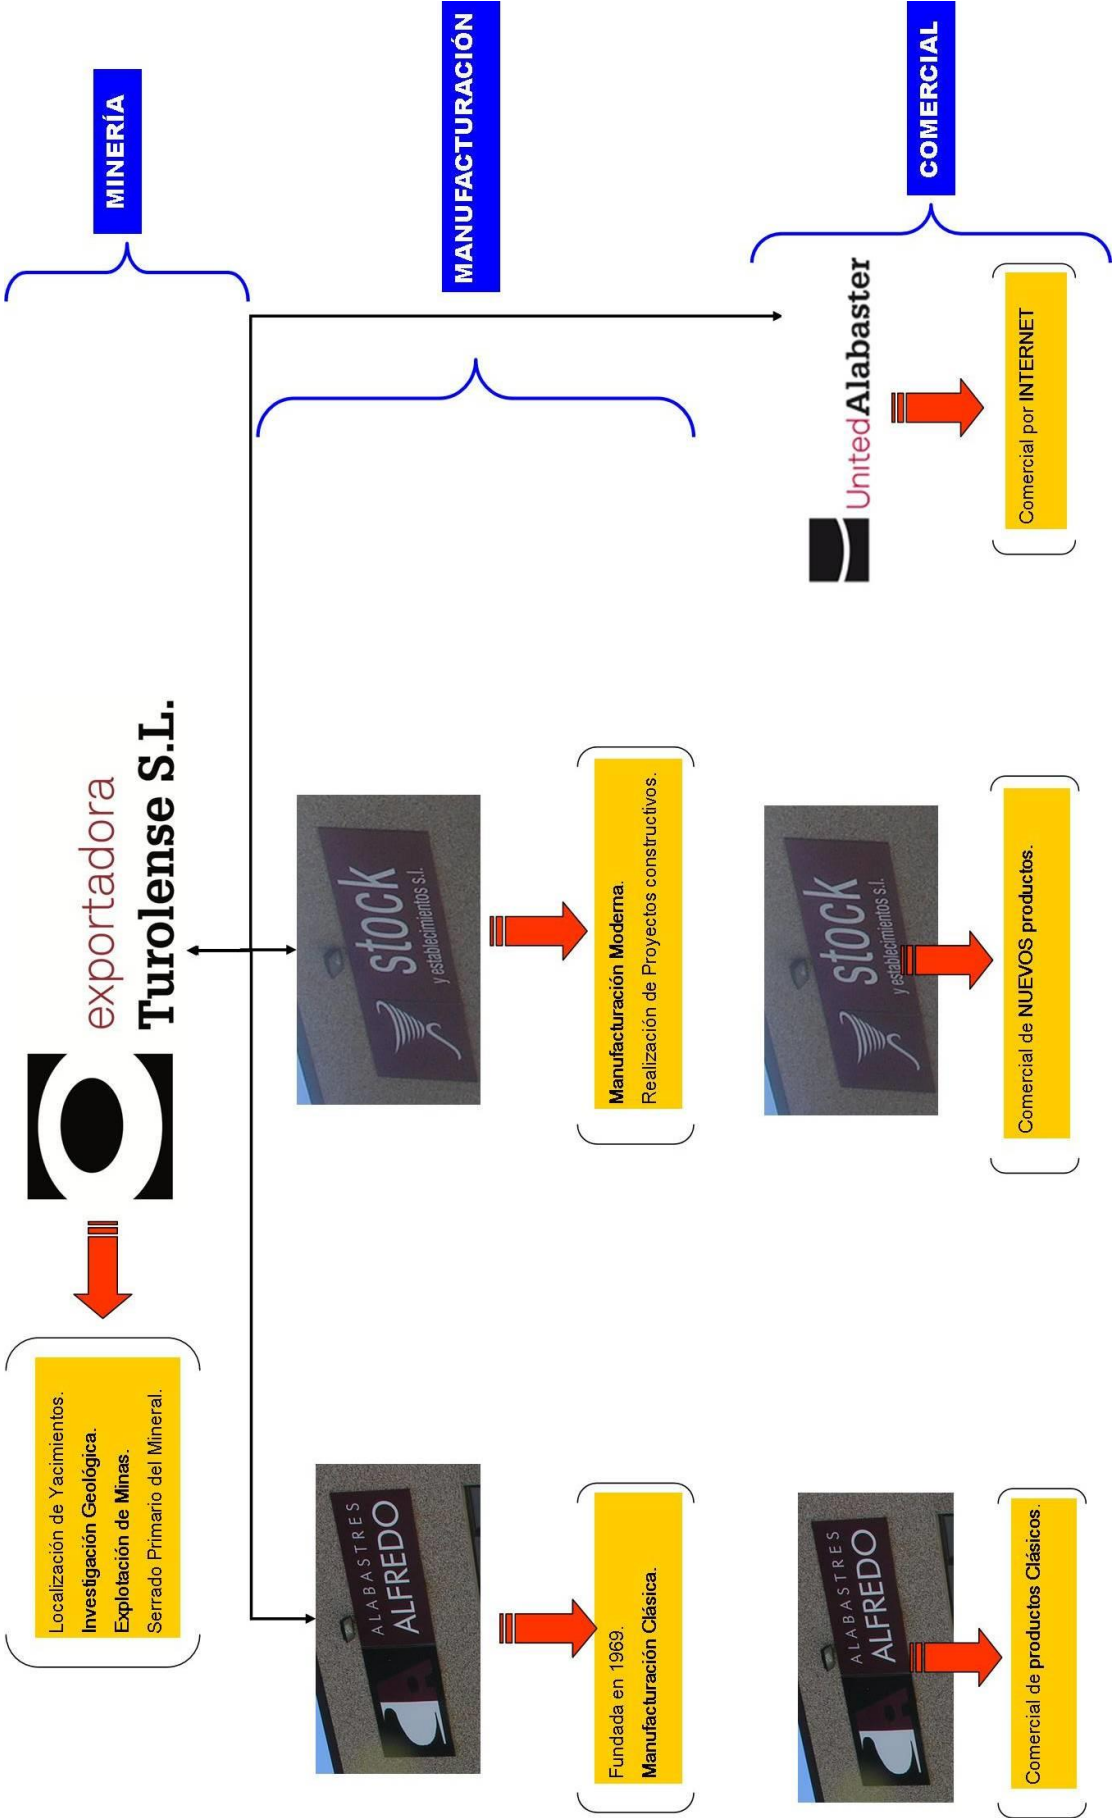 MINERÍA
exportadora
Turolense S.L.
Localización de Yacimientos.
Investigación Geológica.
Explotación de Minas.
Serrado Primario del Mineral.
MANUFACTURACIÓN
ALABASTRES
ALFREDO
Fundada en 1969.
Manufacturación Clásica.
stock
y establecimientos s.l.
Manufacturación Moderna.
Realización de Proyectos constructivos.
COMERCIAL
ALABASTRES
ALFREDO
Comercial de productos Clásicos.
stock
y establecimientos s.l.
Comercial de NUEVOS productos.
UnitedAlabaster
Comercial por INTERNET